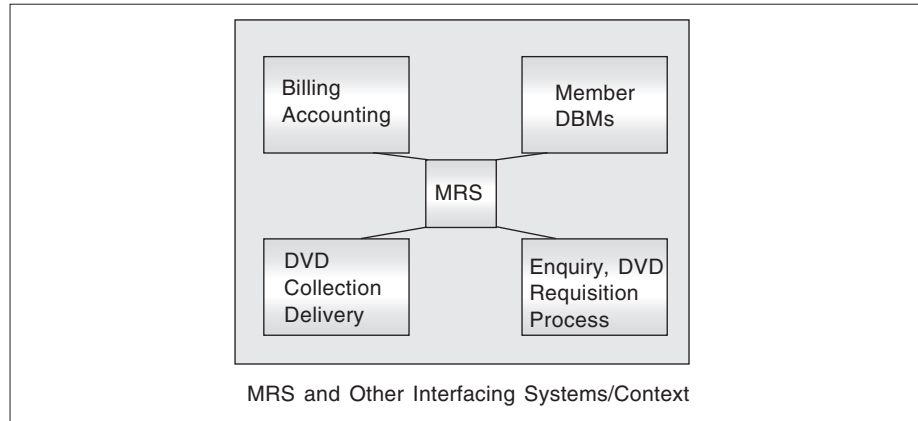 Billing
Accounting
Member
DBMs
MRS
DVD
Collection
Delivery
Enquiry, DVD
Requisition
Process
MRS and Other Interfacing Systems/Context